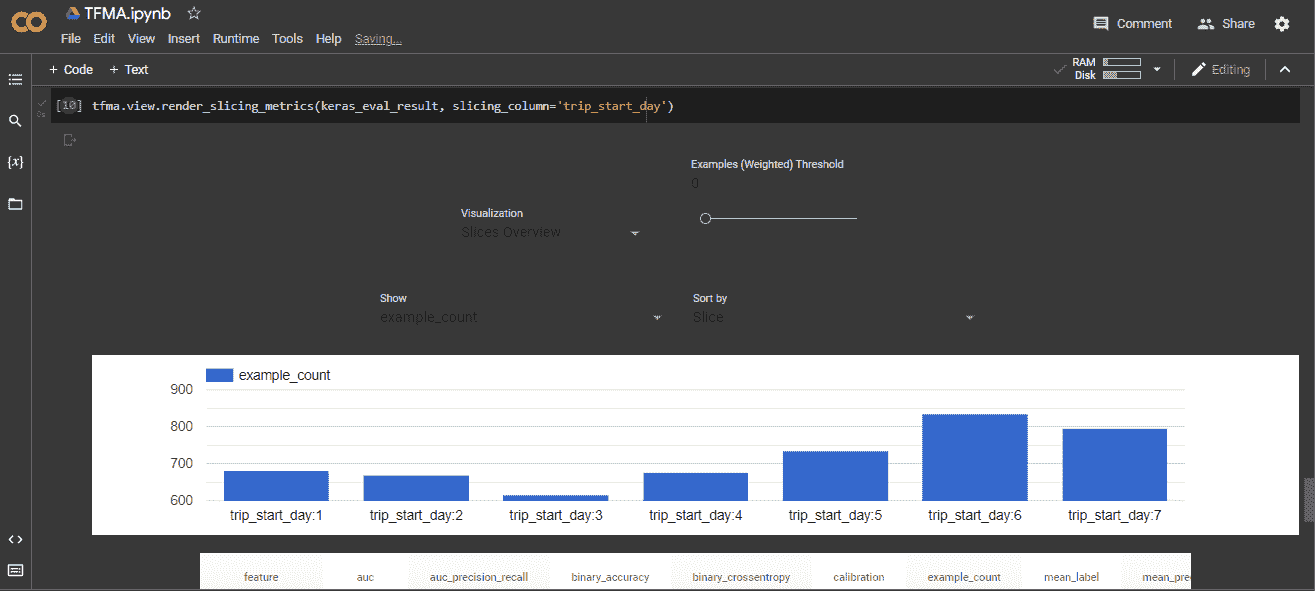 TFMA.ipynb
File Edit View Insert Runtime Tools Help Saving...
Comment Share
+ Code + Text
RAM
Disk
Editing
[10] tfma.view.render_slicing_metrics(keras_eval_result, slicing_column='trip_start_day')
0s
{x}
Examples (Weighted) Threshold
0
Visualization
Slices Overview
Show
example_count
Sort by
Slice
example_count
900
800
700
600
trip_start_day:1 trip_start_day:2 trip_start_day:3 trip_start_day:4 trip_start_day:5 trip_start_day:6 trip_start_day:7
feature auc auc_precision_recall binary_accuracy binary_crossentropy calibration example_count mean_label mean_pre